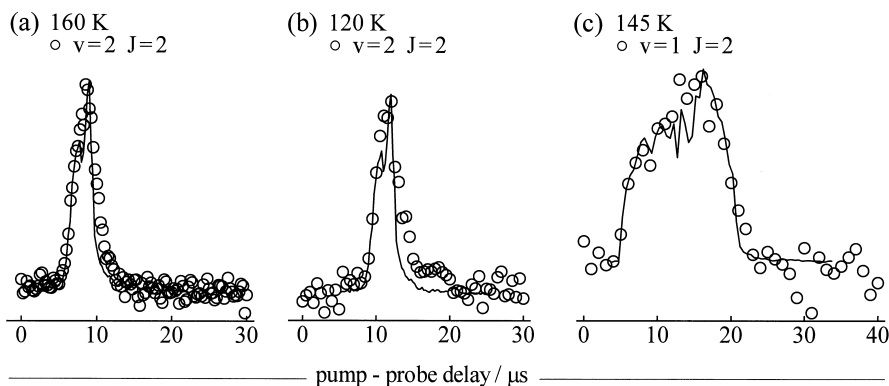 (a) 160 K
○ v=2 J=2
(b) 120 K
○ v=2 J=2
(c) 145 K
○ v=1 J=2
0 10 20 30
0 10 20 30
0 10 20 30 40
pump - probe delay / μs